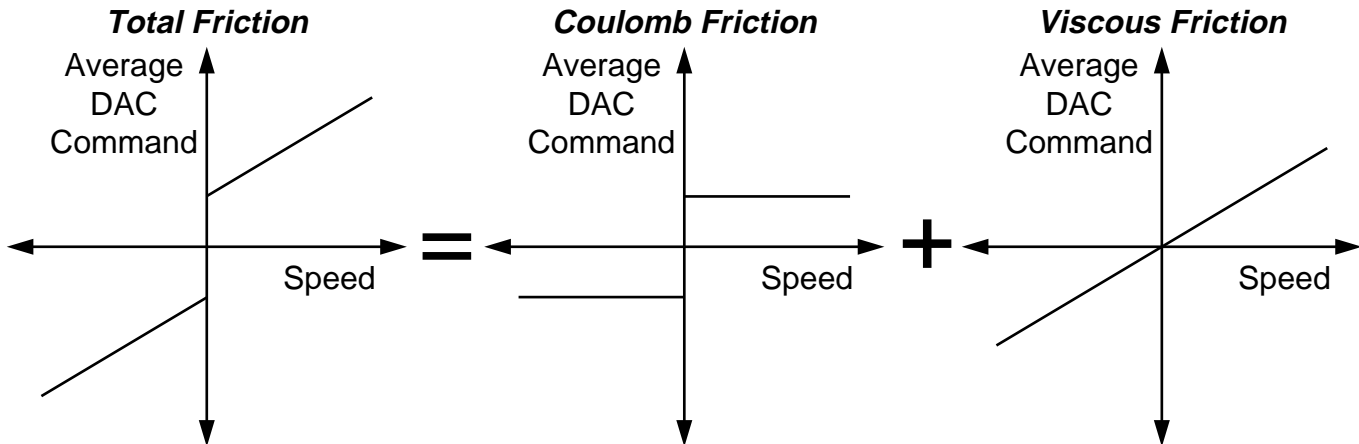 Total Friction
Average
DAC
Command
Speed
=
Coulomb Friction
Average
DAC
Command
Speed
+
Viscous Friction
Average
DAC
Command
Speed